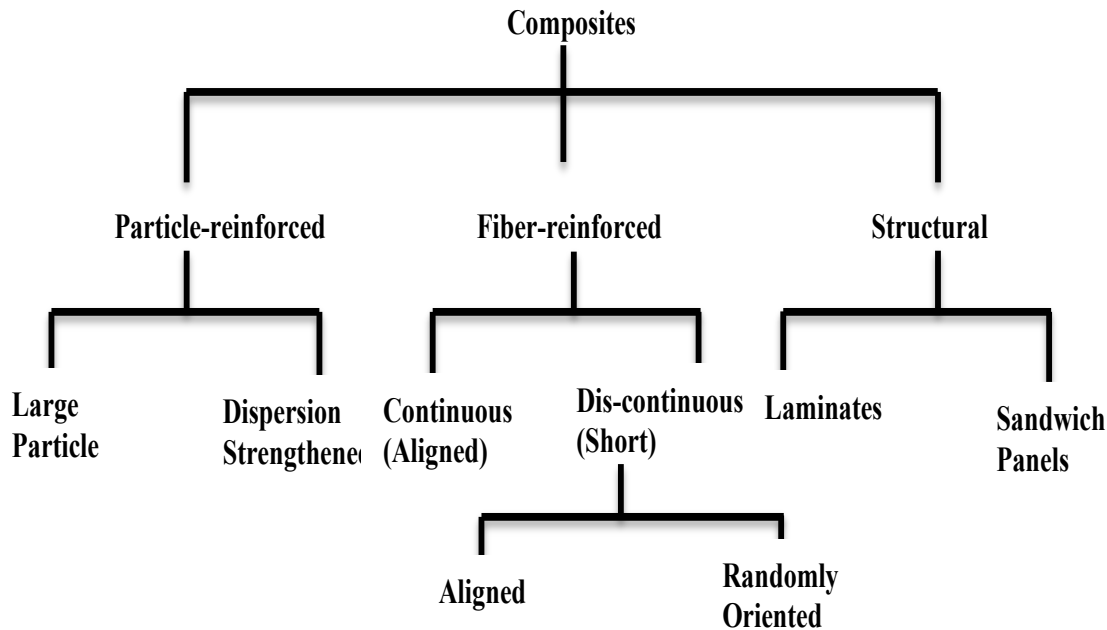 Composites
Particle-reinforced
Fiber-reinforced
Structural
Large
Particle
Dispersion
Strengthene
Continuous
(Aligned)
Dis-continuous
(Short)
Laminates
Sandwich
Panels
Aligned
Randomly
Oriented